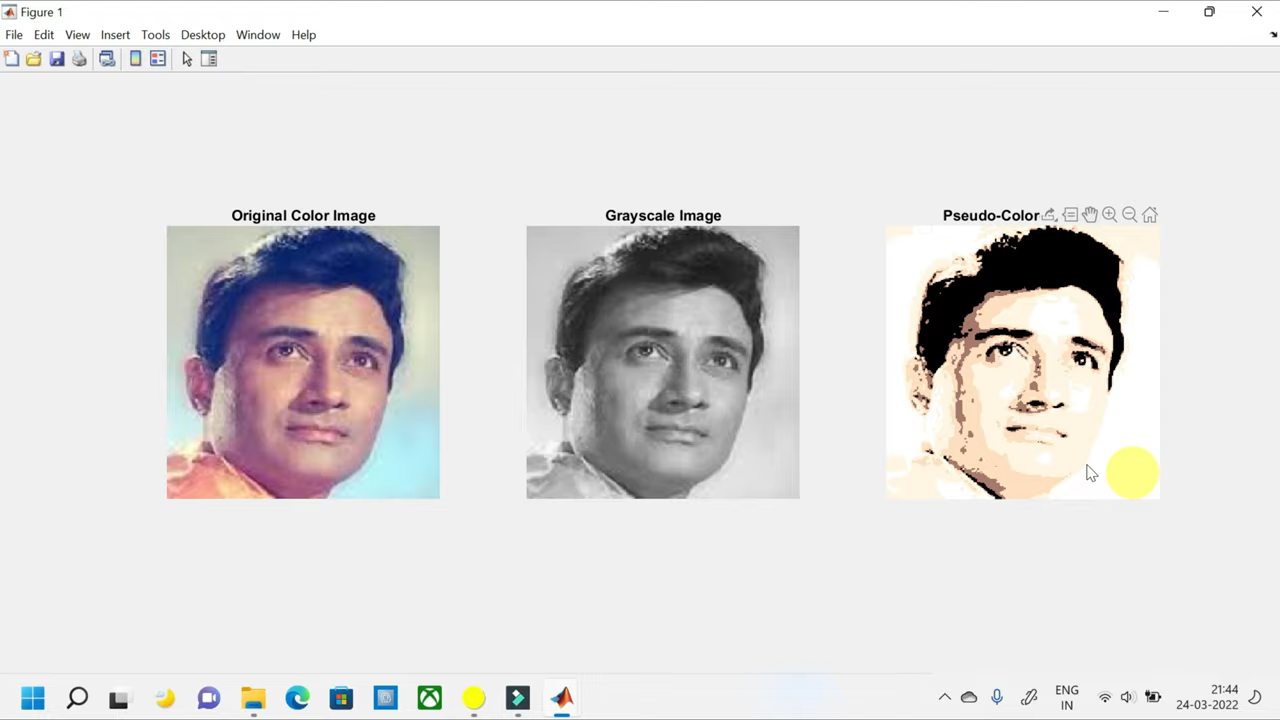 Figure 1
File Edit View Insert Tools Desktop Window Help
Original Color Image
Grayscale Image
Pseudo-Color
ENG
IN
21:44
24-03-2022